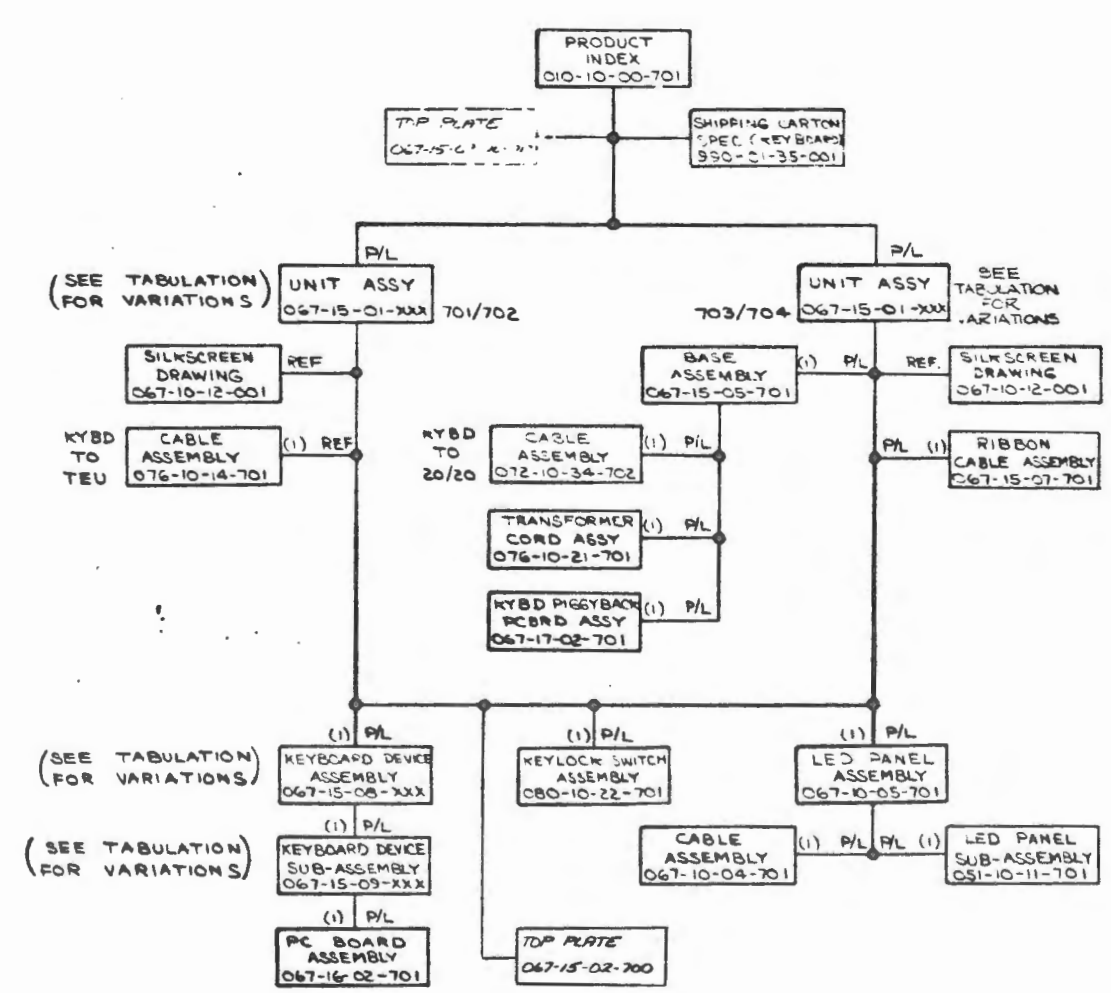 PRODUCT
INDEX
010-10-00-701
TOP PLATE
067-15-
SHIPPING CARTON
SPEC (KEYBOARD)
990-01-35-001
P/L
P/L
(SEE TABULATION
FOR VARIATIONS)
UNIT ASSY
067-15-01-XXX
701/702
703/704
UNIT ASSY
067-15-01-XXX
SEE
TABULATION
FOR
.ARIATIONS
SILKSCREEN
DRAWING
067-10-12-001
REF
BASE
ASSEMBLY
067-15-05-701
(1) P/L
REF.
SILKSCREEN
DRAWING
067-10-12-001
KYBD
TO
TEU
CABLE
ASSEMBLY
076-10-14-701
(1) REF
KYBD
TO
20/20
CABLE
ASSEMBLY
072-10-34-702
(1) P/L
P/L (1)
RIBBON
CABLE ASSEMBLY
067-15-07-701
TRANSFORMER
CORD ASSY
076-10-21-701
(1) P/L
KYBD PIGGYBACK
PCBRD ASSY
067-17-02-701
(1) P/L
(1) P/L
(1) P/L
(1) P/L
(SEE TABULATION
FOR VARIATIONS)
KEYBOARD DEVICE
ASSEMBLY
067-15-08-XXX
KEYLOCK SWITCH
ASSEMBLY
080-10-22-701
LED PANEL
ASSEMBLY
067-10-05-701
(1) P/L
(SEE TABULATION
FOR VARIATIONS)
KEYBOARD DEVICE
SUB-ASSEMBLY
067-15-09-XXX
CABLE
ASSEMBLY
067-10-04-701
(1) P/L
P/L (1)
LED PANEL
SUB-ASSEMBLY
051-10-11-701
(1) P/L
PC BOARD
ASSEMBLY
067-16-02-701
TOP PLATE
067-15-02-700